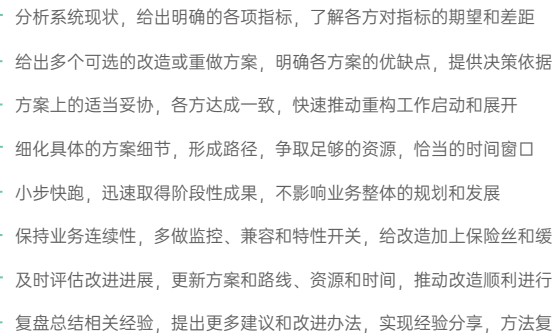 分析系统现状，给出明确的各项指标，了解各方对指标的期望和差距
给出多个可选的改造或重做方案，明确各方案的优缺点，提供决策依据
方案上的适当妥协，各方达成一致，快速推动重构工作启动和展开
细化具体的方案细节，形成路径，争取足够的资源，恰当的时间窗口
小步快跑，迅速取得阶段性成果，不影响业务整体的规划和发展
保持业务连续性，多做监控、兼容和特性开关，给改造加上保险丝和缓
及时评估改进进展，更新方案和路线、资源和时间，推动改造顺利进行
复盘总结相关经验，提出更多建议和改进办法，实现经验分享，方法复